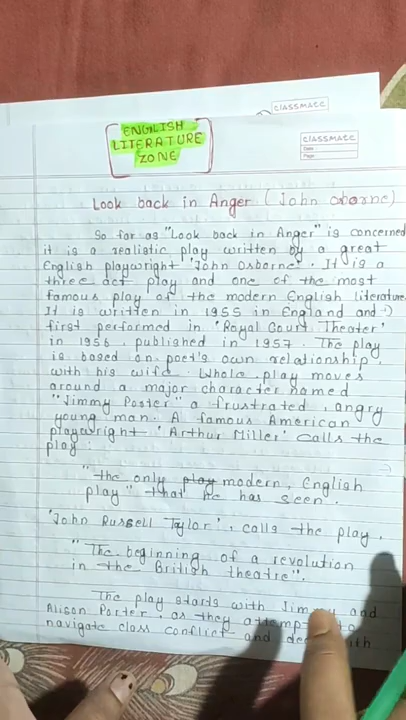 CLASSMATE
ENGLISH
LITERATURE
ZONE
CLASSMATE
Date :
Page :
Look back in Anger (John Osborne)
So far as "Look back in Anger" is concerned
it is a realistic play written by a great
English playwright 'John Osborne'. It is a
three act play and one of the most
famous play of the modern English literature
It is written in 1955 in England and
first performed in 'Royal Court Theater'
in 1956, published in 1957. The play
is based on poet's own relationship
with his wife. Whole play moves
around a major character named
"Jimmy Poster" a frustrated, angry
young man. A famous American
playwright 'Arthur Miller' calls the
play:
"the only play modern, English
play" that he has seen.
'John Russell Taylor', calls the play,
"The beginning of a revolution
in the British theatre".
The play starts with Jimmy and
Alison Porter, as they attempt to
navigate class conflict and deal with